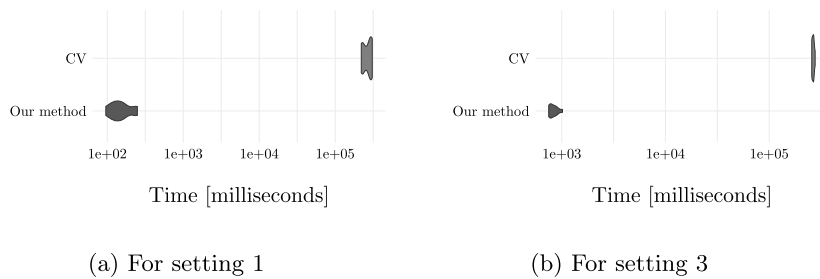 CV
Our method
1e+02 1e+03 1e+04 1e+05
Time [milliseconds]
(a) For setting 1
CV
Our method
1e+03 1e+04 1e+05
Time [milliseconds]
(b) For setting 3